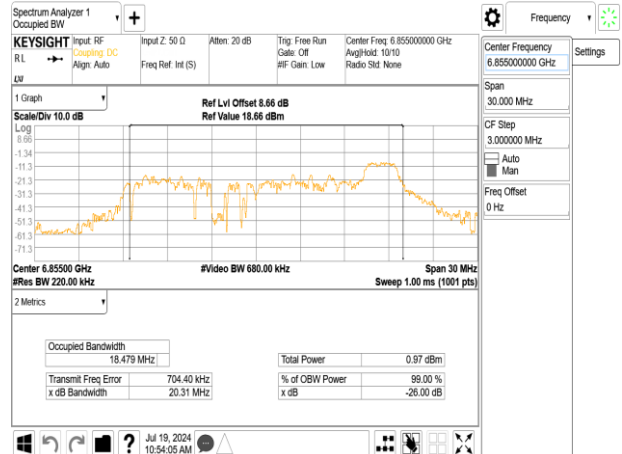 Spectrum Analyzer 1
Occupied BW
+
Frequency
KEYSIGHT
Input: RF
Input Z: 50 Ω
Atten: 20 dB
Trig: Free Run
Center Freq: 6.855000000 GHz
Coupling: DC
Gate: Off
Avg|Hold: 10/10
RL
Align: Auto
Freq Ref: Int (S)
#IF Gain: Low
Radio Std: None
Center Frequency
6.855000000 GHz
Settings
Span
30.000 MHz
CF Step
3.000000 MHz
Auto
Man
Freq Offset
0 Hz
1 Graph
Ref Lvl Offset 8.66 dB
Scale/Div 10.0 dB
Ref Value 18.66 dBm
Log
8.66
-1.34
-11.3
-21.3
-31.3
-41.3
-51.3
-61.3
-71.3
Center 6.85500 GHz
#Video BW 680.00 kHz
Span 30 MHz
#Res BW 220.00 kHz
Sweep 1.00 ms (1001 pts)
2 Metrics
Occupied Bandwidth
18.479 MHz
Total Power
0.97 dBm
Transmit Freq Error
704.40 kHz
% of OBW Power
99.00 %
x dB Bandwidth
20.31 MHz
x dB
-26.00 dB
?
Jul 19, 2024
10:54:05 AM